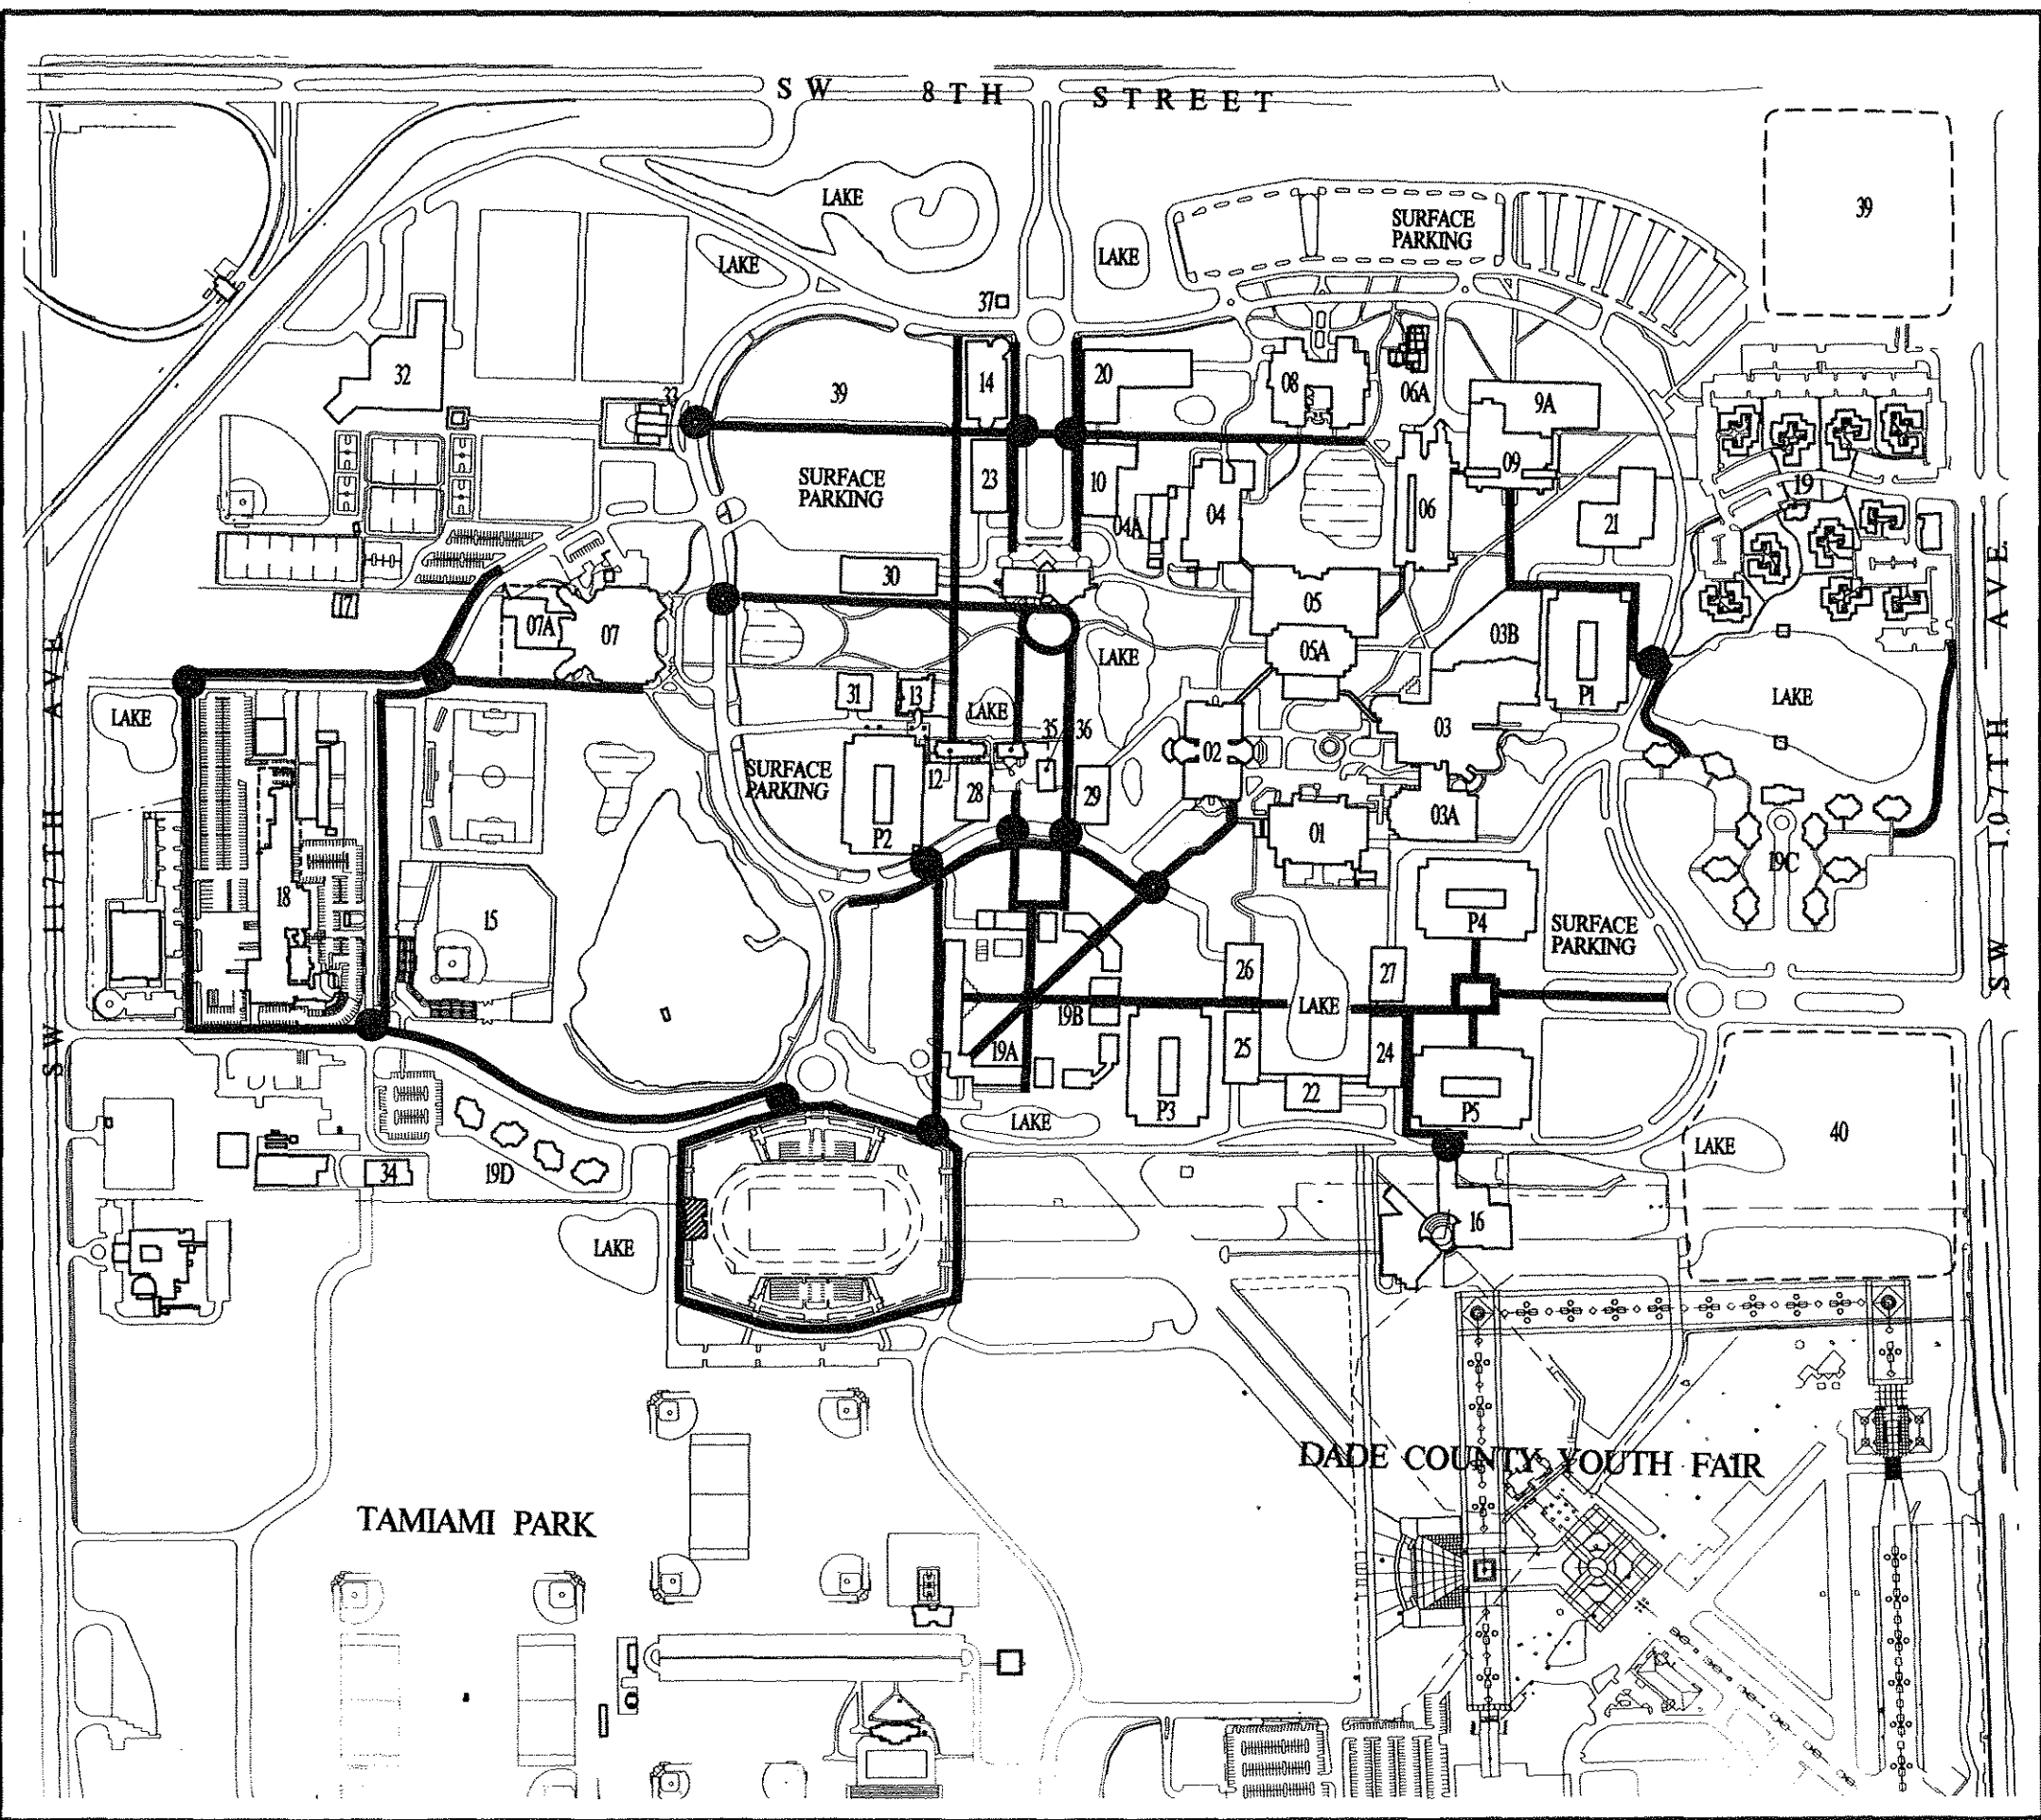 SW 8TH STREET
LAKE
39
SURFACE
PARKING
LAKE
LAKE
37
32
33
39
14
20
08
06A
9A
SURFACE
PARKING
23
10
04A
04
06
09
21
19
17
07A
07
30
05
05A
03B
P1
LAKE
LAKE
LAKE
31
13
LAKE
35
36
02
03
SW 117TH AVE
SW 107TH AVE.
SURFACE
PARKING
P2
12
28
29
01
03A
19C
18
15
P4
SURFACE
PARKING
26
27
LAKE
19B
19A
25
24
22
P3
P5
LAKE
LAKE
40
34
19D
LAKE
16
DADE COUNTY YOUTH FAIR
TAMIAMI PARK